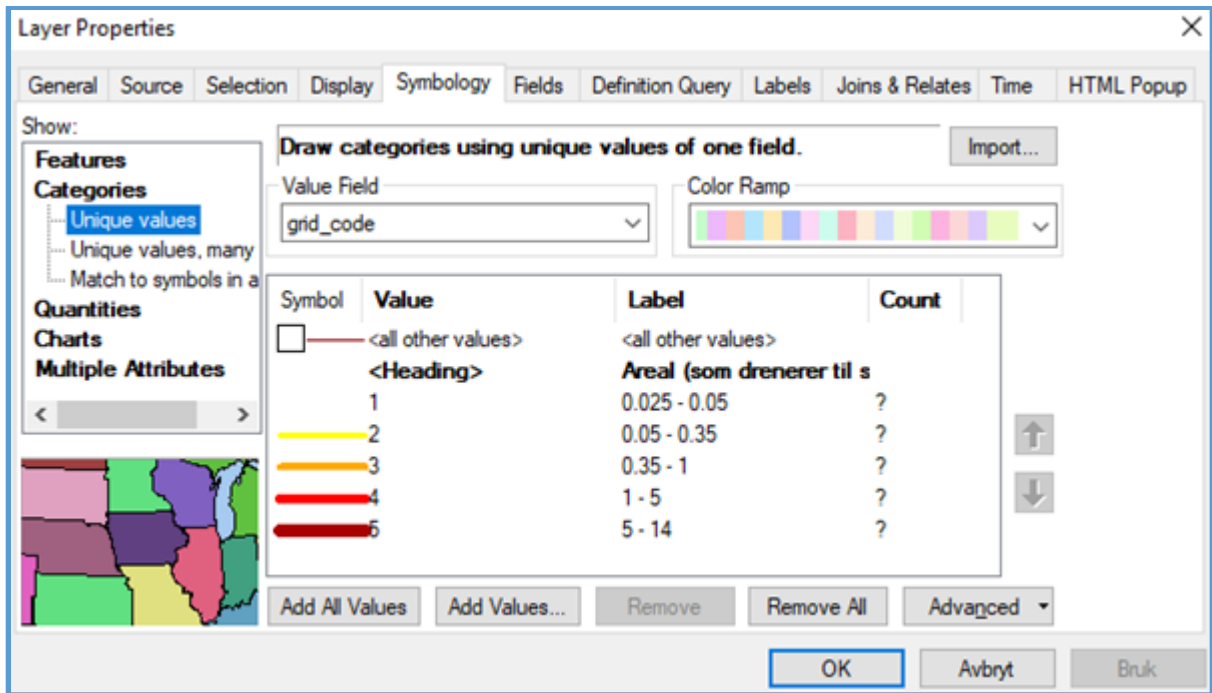 Layer Properties
General Source Selection Display Symbology Fields Definition Query Labels Joins & Relates Time HTML Popup
Show:
Features
Categories
Unique values
Unique values, many
Match to symbols in a
Quantities
Charts
Multiple Attributes
Draw categories using unique values of one field.
Import...
Value Field
grid_code
Color Ramp
Symbol Value Label Count
<all other values> <all other values>
<Heading> Areal (som drenerer til s
1 0.025 - 0.05 ?
2 0.05 - 0.35 ?
3 0.35 - 1 ?
4 1 - 5 ?
5 5 - 14 ?
Add All Values Add Values... Remove Remove All Advanced
OK Avbryt Bruk